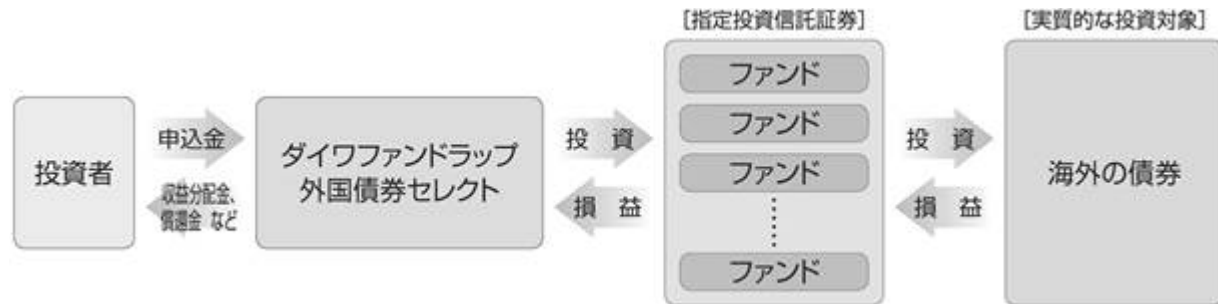 [指定投資信託証券]
[実質的な投資対象]
投資者
申込金
収益分配金、
償還金 など
ダイワファンドラップ
外国債券セレクト
投 資
損 益
ファンド
ファンド
ファンド
ファンド
投 資
損 益
海外の債券